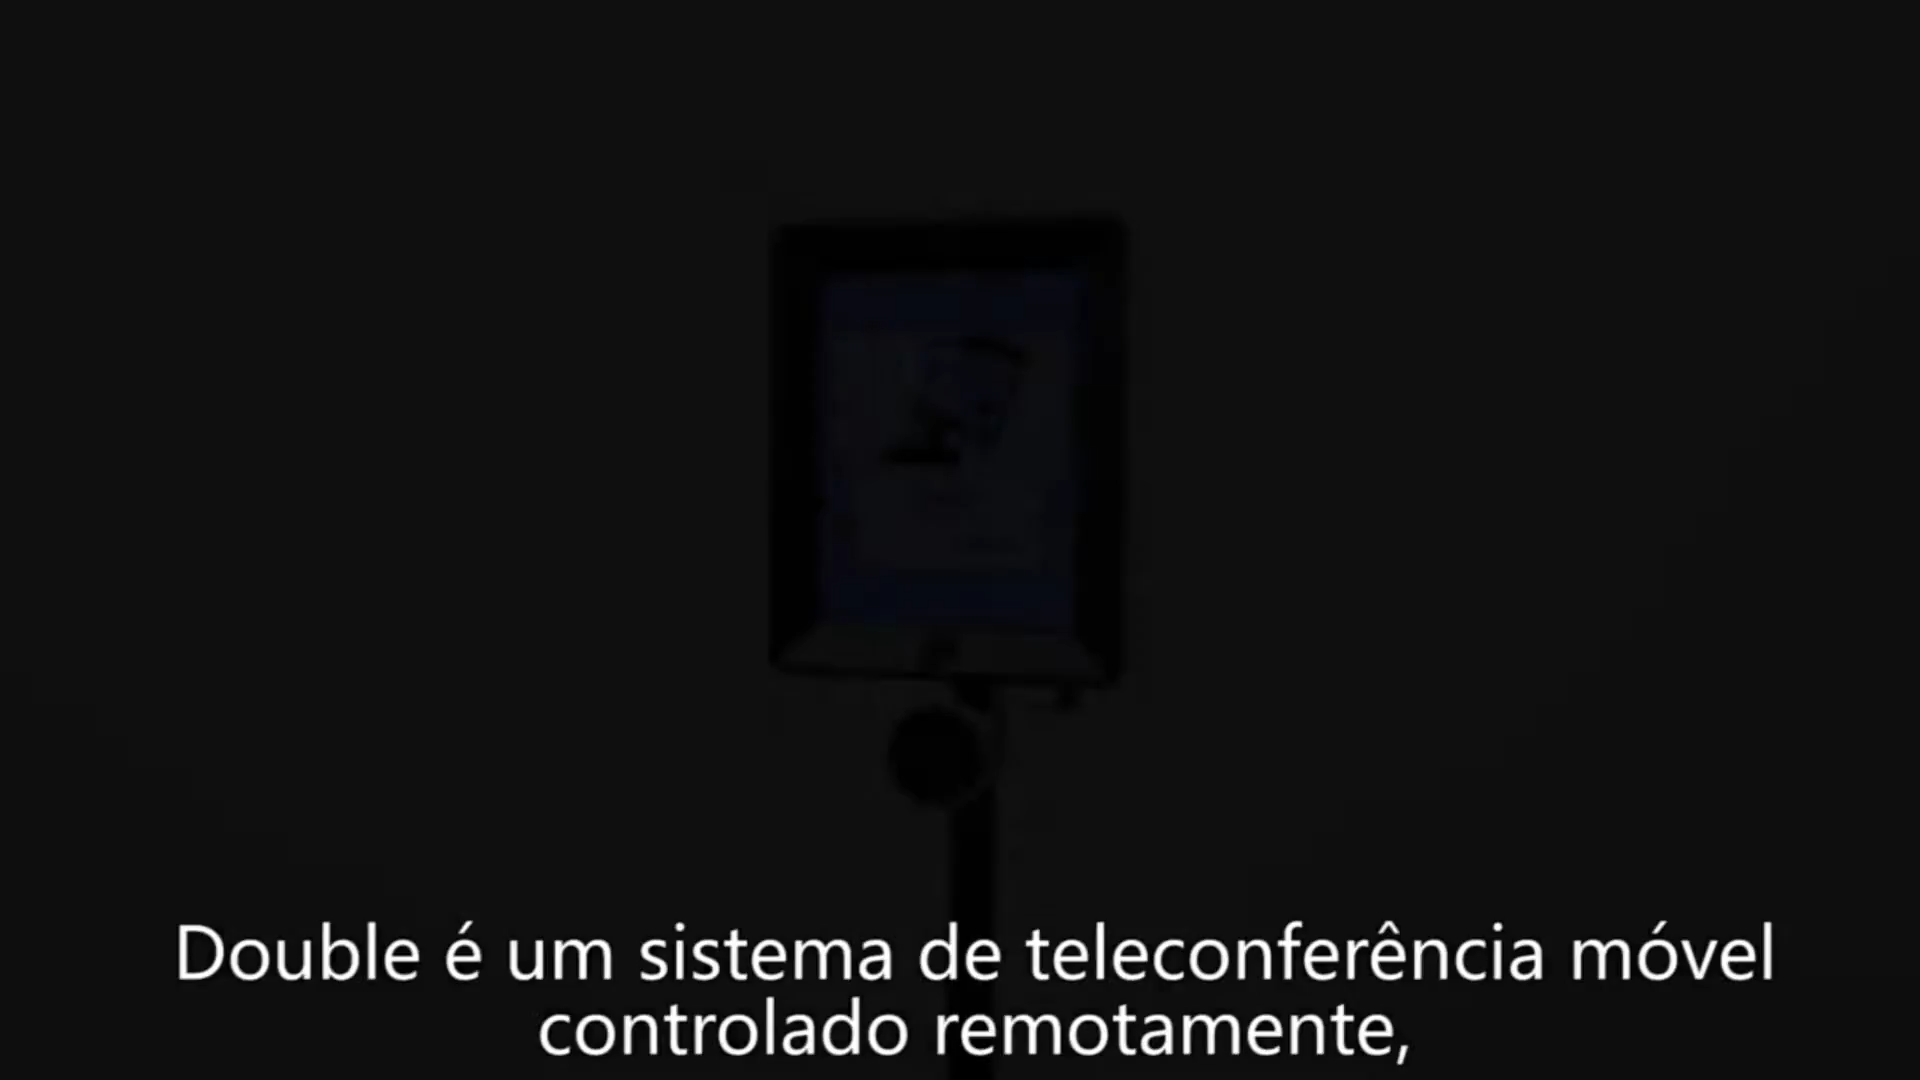 Double é um sistema de teleconferência móvel
controlado remotamente,